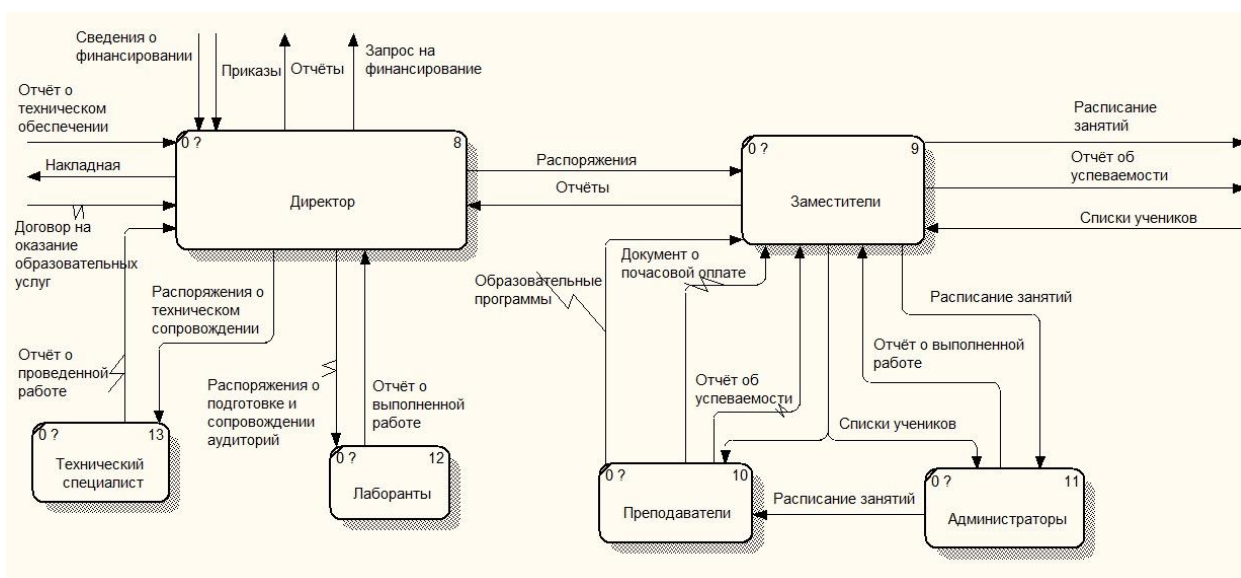 Сведения о
финансировании
Приказы
Отчёты
Запрос на
финансирование
Отчёт о
техническом
обеспечении
Накладная
Договор на
оказание
образовательных
услуг
0 ?
8
Директор
Распоряжения
Отчёты
0 ?
9
Заместители
Расписание
занятий
Отчёт об
успеваемости
Списки учеников
Распоряжения о
техническом
сопровождении
Образовательные
программы
Документ о
почасовой оплате
Расписание занятий
Отчёт о
проведенной
работе
Распоряжения о
подготовке и
сопровождении
аудиторий
Отчёт о
выполненной
работе
Отчёт об
успеваемости
Отчёт о выполненной
работе
Списки учеников
0 ?
13
Технический
специалист
0 ?
12
Лаборанты
0 ?
10
Преподаватели
Расписание занятий
0 ?
11
Администраторы